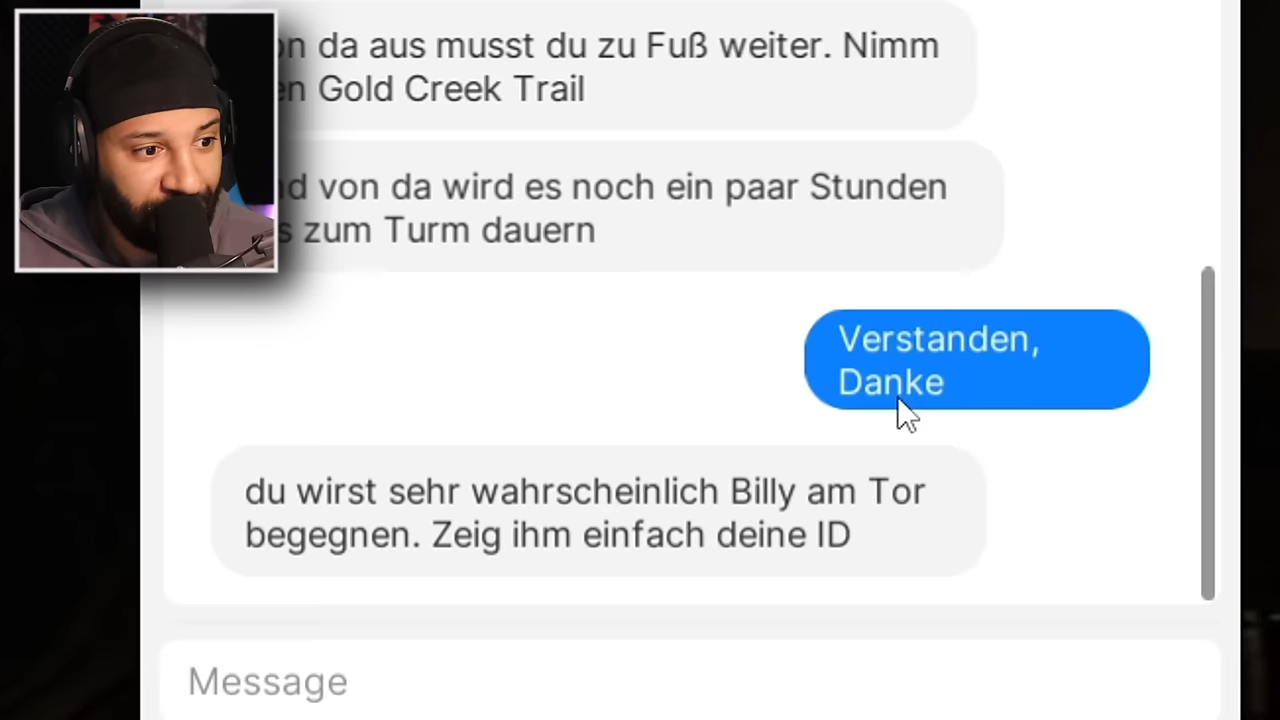 da aus musst du zu Fuß weiter. Nimm
Gold Creek Trail
von da wird es noch ein paar Stunden
zum Turm dauern
Verstanden,
Danke
du wirst sehr wahrscheinlich Billy am Tor
begegnen. Zeig ihm einfach deine ID
Message